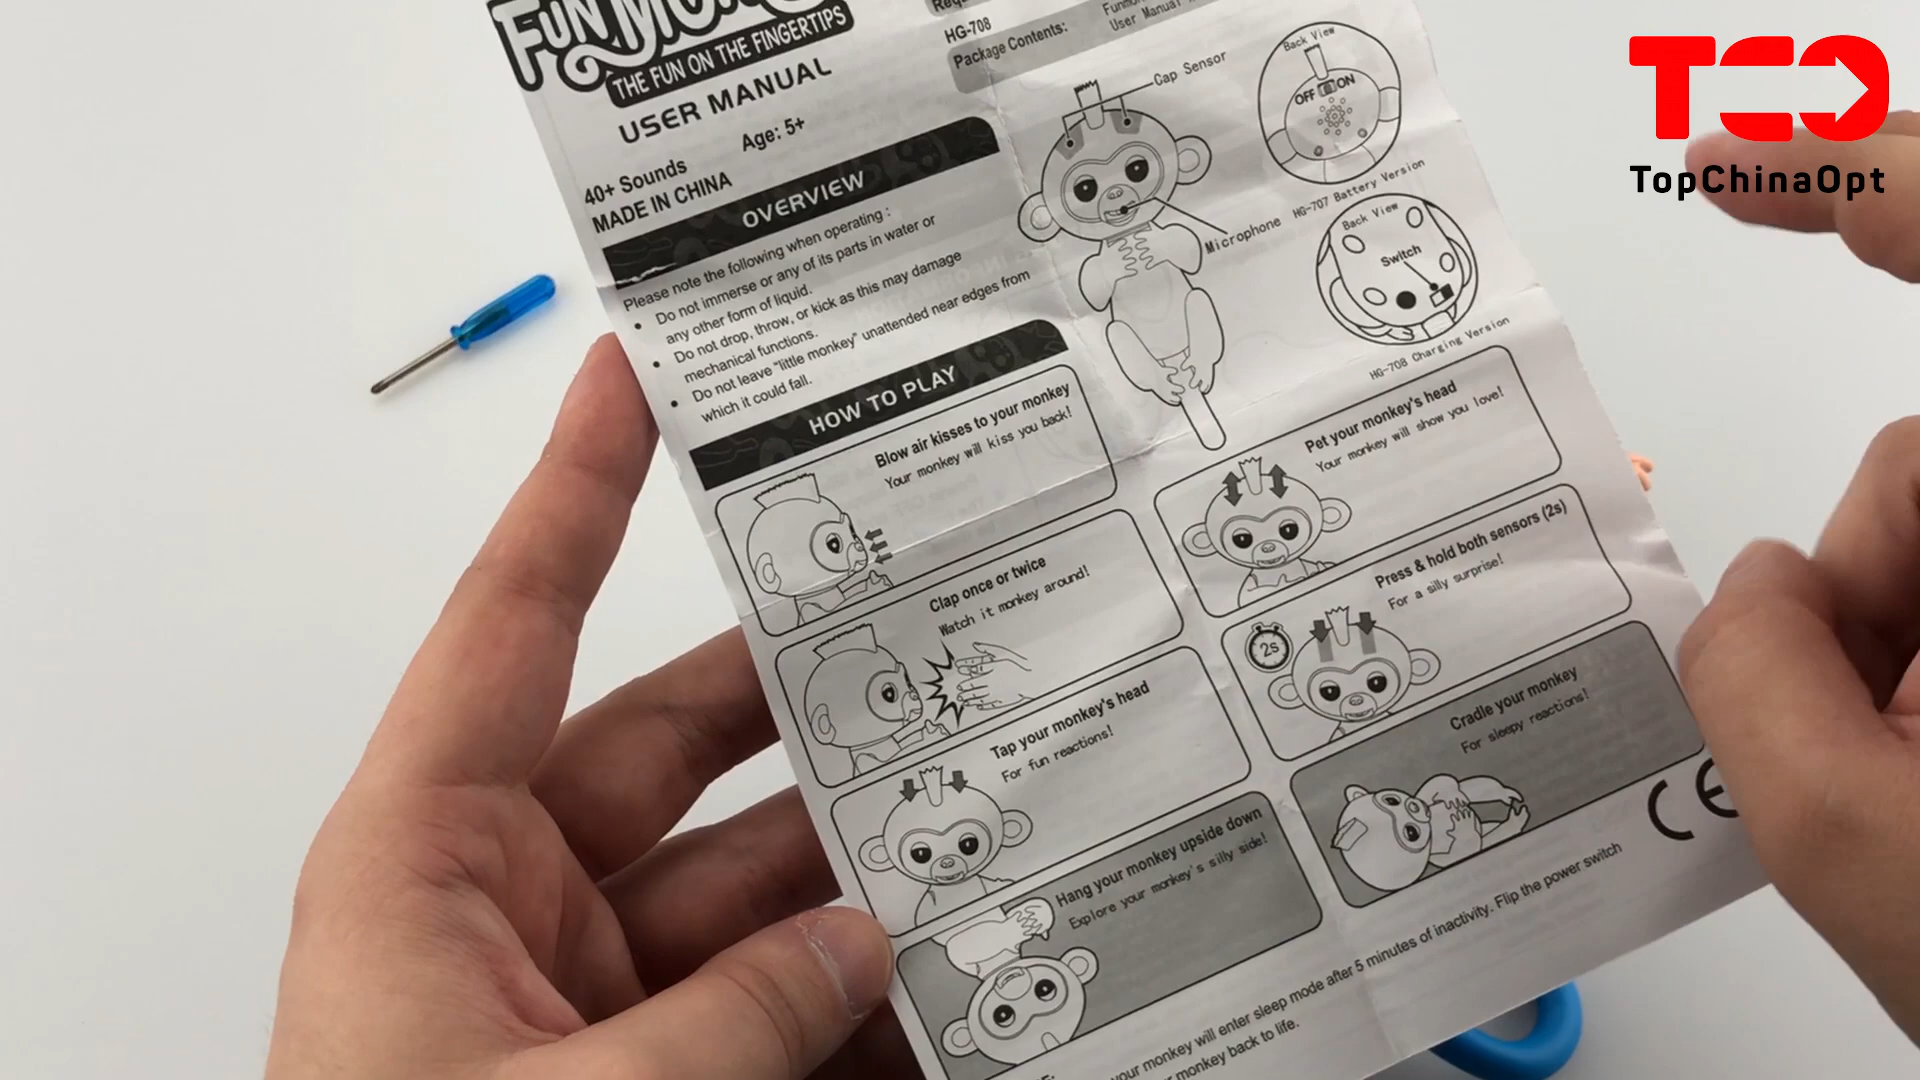 FUN
THE FUN ON THE FINGERTIPS
USER MANUAL
Age: 5+
40+ Sounds
MADE IN CHINA
OVERVIEW
Please note the following when operating :
• Do not immerse or any of its parts in water or
any other form of liquid.
• Do not drop, throw, or kick as this may damage
mechanical functions.
• Do not leave "little monkey" unattended near edges from
which it could fall.
HOW TO PLAY
Blow air kisses to your monkey
Your monkey will kiss you back!
Clap once or twice
Watch it monkey around!
Tap your monkey's head
For fun reactions!
Hang your monkey upside down
Explore your monkey's silly side!
HG-708
Package Contents:
User Manual
Cap Sensor
Microphone
Back View
OFF ON
HG-707 Battery Version
Back View
Switch
HG-708 Charging Version
Pet your monkey's head
Your monkey will show you love!
Press & hold both sensors (2s)
For a silly surprise!
2s
Cradle your monkey
For sleepy reactions!
CE
your monkey will enter sleep mode after 5 minutes of inactivity. Flip the power switch
monkey back to life.
TCO
TopChinaOpt